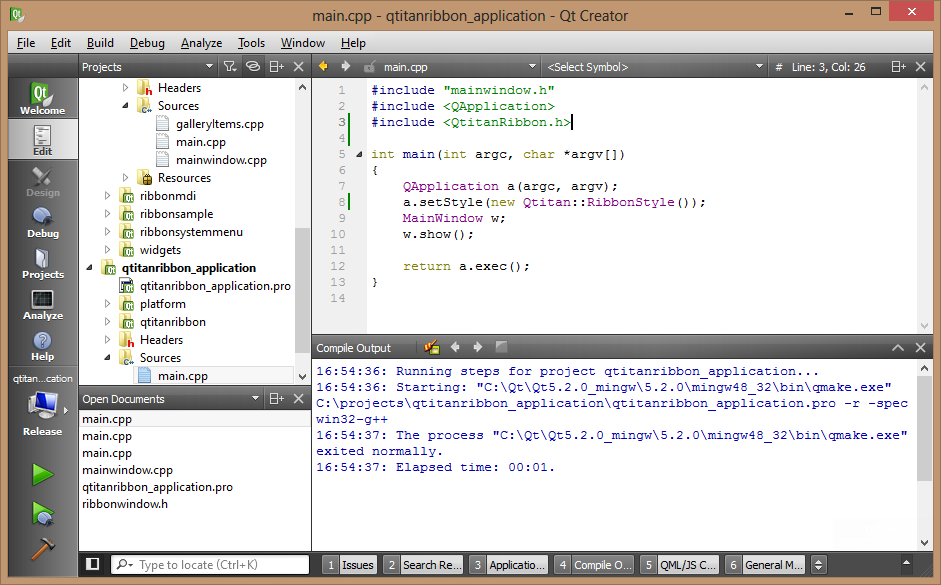 main.cpp - qtitanribbon_application - Qt Creator
File Edit Build Debug Analyze Tools Window Help
Projects
main.cpp
<Select Symbol>
# Line: 3, Col: 26
Qt
Welcome
Edit
Design
Debug
Projects
Analyze
Help
qtitan...cation
Release
Headers
Sources
galleryItems.cpp
main.cpp
mainwindow.cpp
Resources
ribbonmdi
ribbonsample
ribbonsystemmenu
widgets
qtitanribbon_application
qtitanribbon_application.pro
platform
qtitanribbon
Headers
Sources
main.cpp
Open Documents
main.cpp
main.cpp
main.cpp
mainwindow.cpp
qtitanribbon_application.pro
ribbonwindow.h
1 #include "mainwindow.h"
2 #include <QApplication>
3 #include <QtitanRibbon.h>
4
5 int main(int argc, char *argv[])
6 {
7 QApplication a(argc, argv);
8 a.setStyle(new Qtitan::RibbonStyle());
9 MainWindow w;
10 w.show();
11
12 return a.exec();
13 }
14
Compile Output
16:54:36: Running steps for project qtitanribbon_application...
16:54:36: Starting: "C:\Qt\Qt5.2.0_mingw\5.2.0\mingw48_32\bin\qmake.exe"
C:\projects\qtitanribbon_application\qtitanribbon_application.pro -r -spec
win32-g++
16:54:37: The process "C:\Qt\Qt5.2.0_mingw\5.2.0\mingw48_32\bin\qmake.exe"
exited normally.
16:54:37: Elapsed time: 00:01.
Type to locate (Ctrl+K)
1 Issues 2 Search Re... 3 Applicatio... 4 Compile O... 5 QML/JS C... 6 General M...